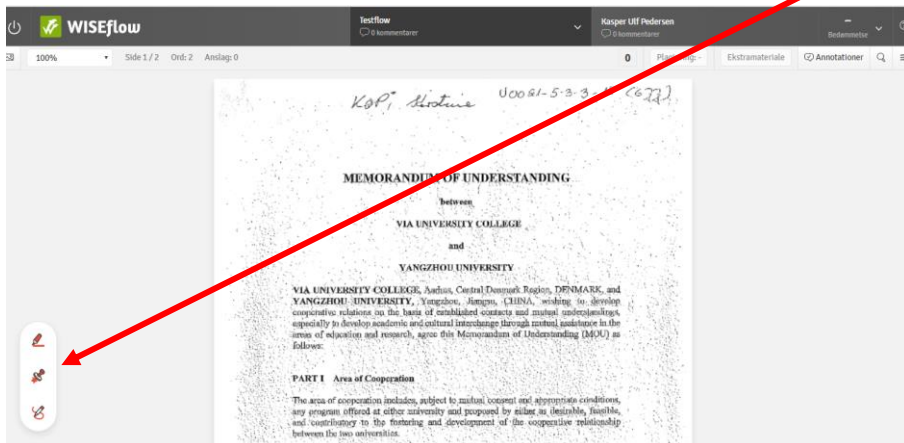 WISEflow
Testflow
0 kommentarer
Kasper Ulf Pedersen
0 kommentarer
–
Bedømmelse
100%
Side 1 / 2
Ord: 2
Anslag: 0
0
Ekstramateriale
Annotationer
KOPi
MEMORANDUM OF UNDERSTANDING
between
VIA UNIVERSITY COLLEGE
and
YANGZHOU UNIVERSITY
VIA UNIVERSITY COLLEGE, Aarhus, Central Denmark Region, DENMARK, and
YANGZHOU UNIVERSITY, Yangzhou, Jiangsu, CHINA, wishing to develop
cooperative relations on the basis of established contacts and mutual understandings,
especially to develop academic and cultural interchange through mutual assistance in the
areas of education and research, agree this Memorandum of Understanding (MOU) as
follows:
PART I Area of Cooperation
The area of cooperation includes, subject to mutual consent and appropriate conditions,
any program offered at either university and proposed by either as desirable, feasible,
and contributory to the fostering and development of the cooperative relationship
between the two universities.